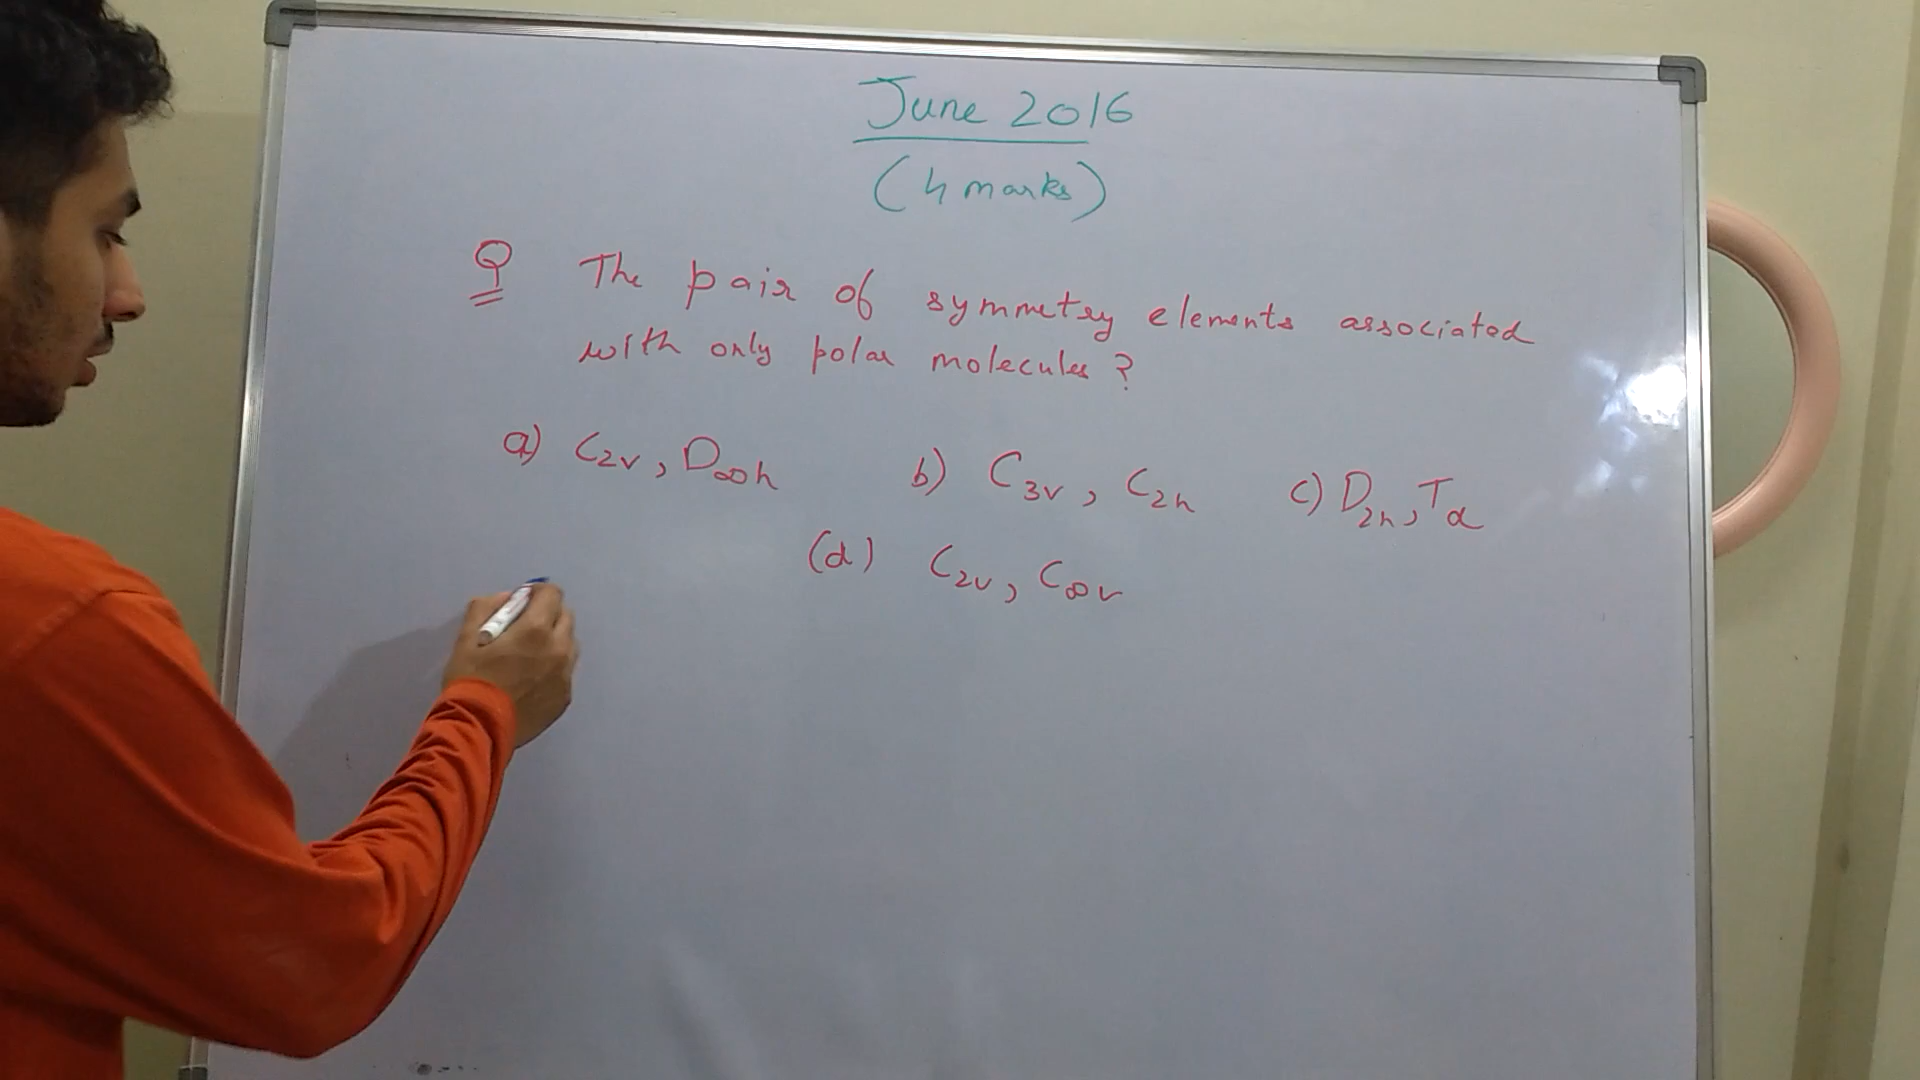 June 2016
(4 marks)
Q The pair of symmetry elements associated
with only polar molecules ?
a) C2v, D∞h b) C3v, C2h c) D2h, Td
(d) C2v, C∞v